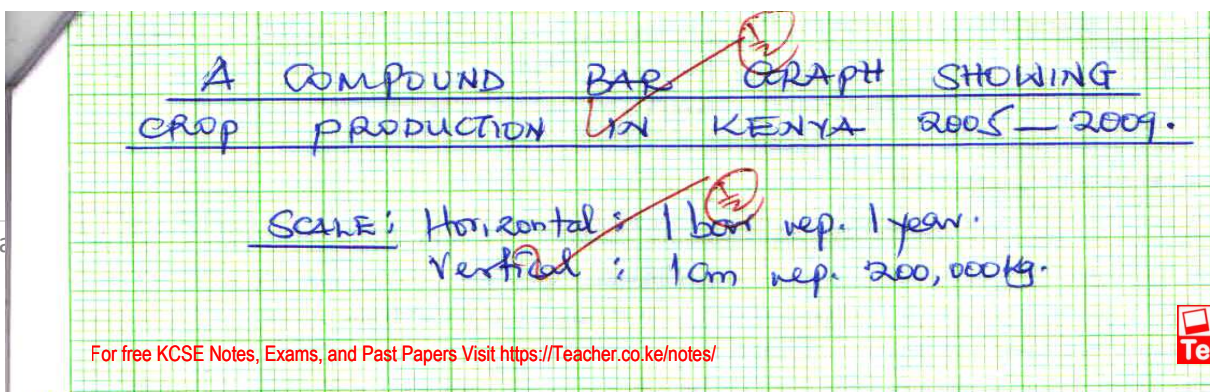 A COMPOUND BAR GRAPH SHOWING
CROP PRODUCTION IN KENYA 2005 — 2009.
SCALE: Horizontal: 1 bar rep. 1 year.
Vertical : 1cm rep. 200,000kg.
For free KCSE Notes, Exams, and Past Papers Visit https://Teacher.co.ke/notes/
Te